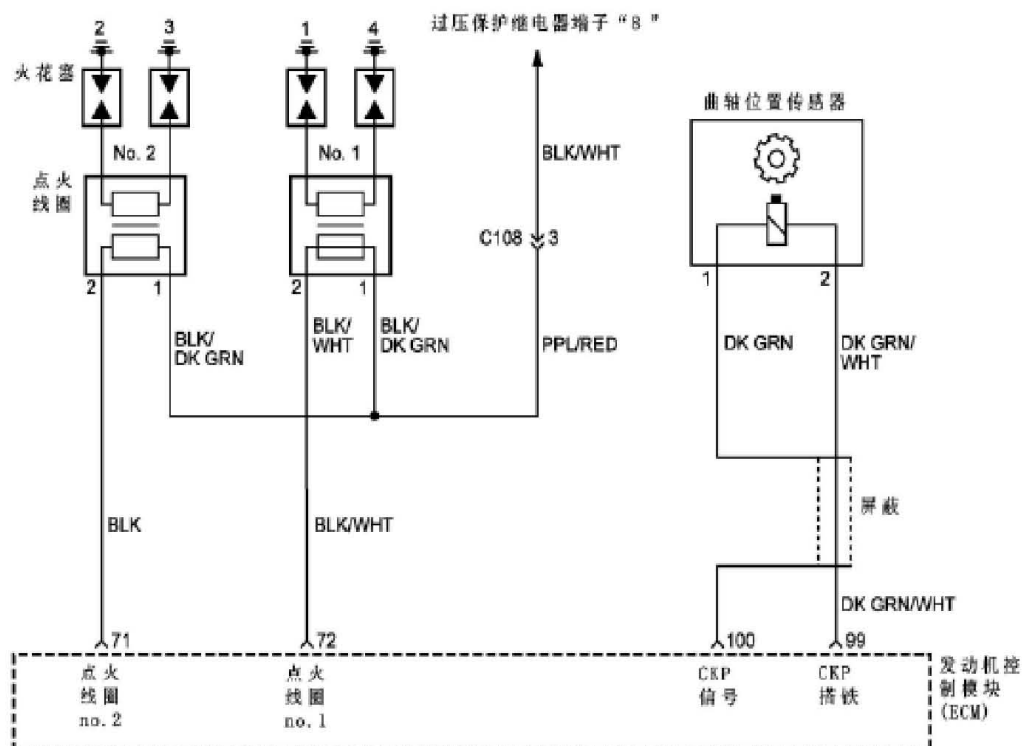 过压保护继电器端子“8”
2
3
1
4
火花塞
曲轴位置传感器
No. 2
No. 1
BLK/WHT
点火
线圈
C108
3
2
1
2
1
1
2
BLK/
DK GRN
BLK/
WHT
BLK/
DK GRN
PPL/RED
DK GRN
DK GRN/
WHT
屏蔽
BLK
BLK/WHT
DK GRN/WHT
71
72
100
99
点火
线圈
no.2
点火
线圈
no.1
CKP
信号
CKP
搭铁
发动机控
制模块
(ECM)